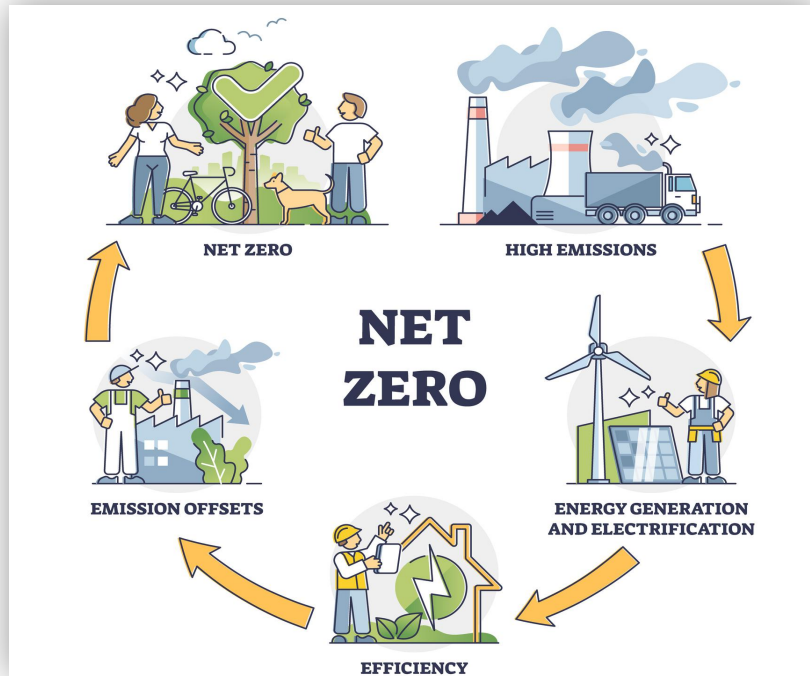 NET ZERO
HIGH EMISSIONS
NET
ZERO
EMISSION OFFSETS
ENERGY GENERATION
AND ELECTRIFICATION
EFFICIENCY